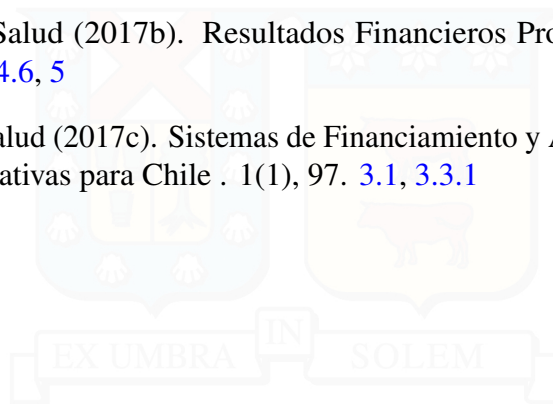 Salud (2017b). Resultados Financieros Pro
4.6, 5
alud (2017c). Sistemas de Financiamiento y
ativas para Chile . 1(1), 97. 3.1, 3.3.1
IN
EX UMBRA SOLEM